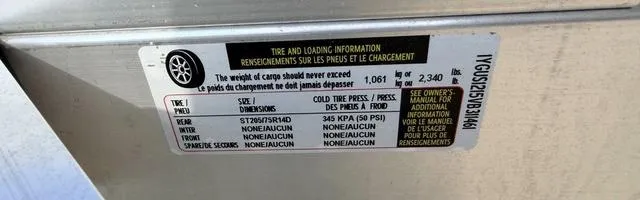 TIRE AND LOADING INFORMATION
RENSEIGNEMENTS SUR LES PNEUS ET LE CHARGEMENT
The weight of cargo should never exceed
Le poids du chargement ne doit jamais dépasser
1,061 kg or kg ou 2,340 lbs. lb.
TIRE / PNEU SIZE / DIMENSIONS COLD TIRE PRESS. / PRESS. DES PNEUS À FROID
REAR ST205/75R14D 345 KPA (50 PSI)
INTER NONE/AUCUN NONE/AUCUN
FRONT NONE/AUCUN NONE/AUCUN
SPARE/DE SECOURS NONE/AUCUN NONE/AUCUN
SEE OWNER'S
MANUAL FOR
ADDITIONAL
INFORMATION
VOIR LE MANUEL
DE L'USAGER
POUR PLUS DE
RENSEIGNEMENTS